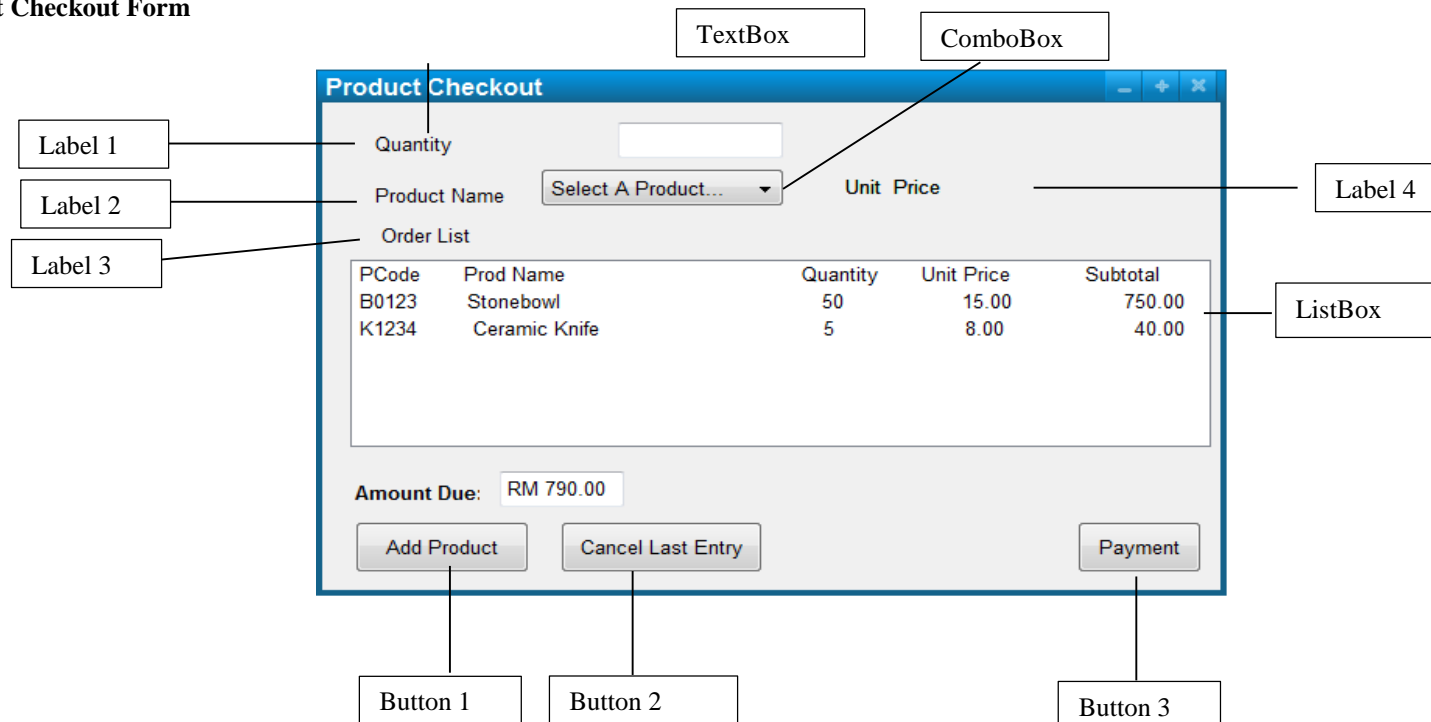 t Checkout Form
TextBox
ComboBox
Product Checkout
Label 1
Quantity
Label 2
Product Name
Select A Product...
Unit Price
Label 4
Label 3
Order List
PCode Prod Name Quantity Unit Price Subtotal
B0123 Stonebowl 50 15.00 750.00
K1234 Ceramic Knife 5 8.00 40.00
ListBox
Amount Due: RM 790.00
Add Product Cancel Last Entry Payment
Button 1 Button 2 Button 3